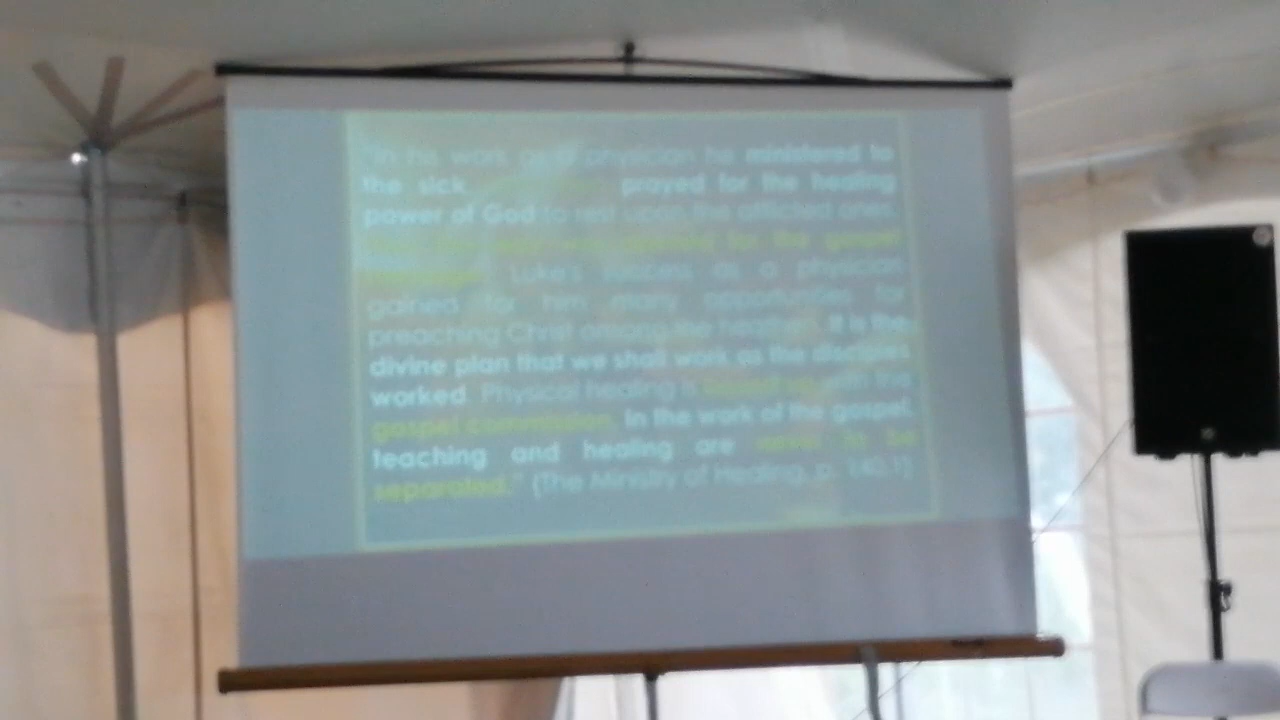 "In his work as a physician he ministered to
the sick prayed for the healing
power of God to rest upon the afflicted ones.
for the gospel
Luke's success as a physician
gained for him many opportunities for
preaching Christ among the heathen. It is the
divine plan that we shall work as the disciples
worked. Physical healing is with the
gospel commission. In the work of the gospel,
teaching and healing are never to be
separated." (The Ministry of Healing, p. 140.1)